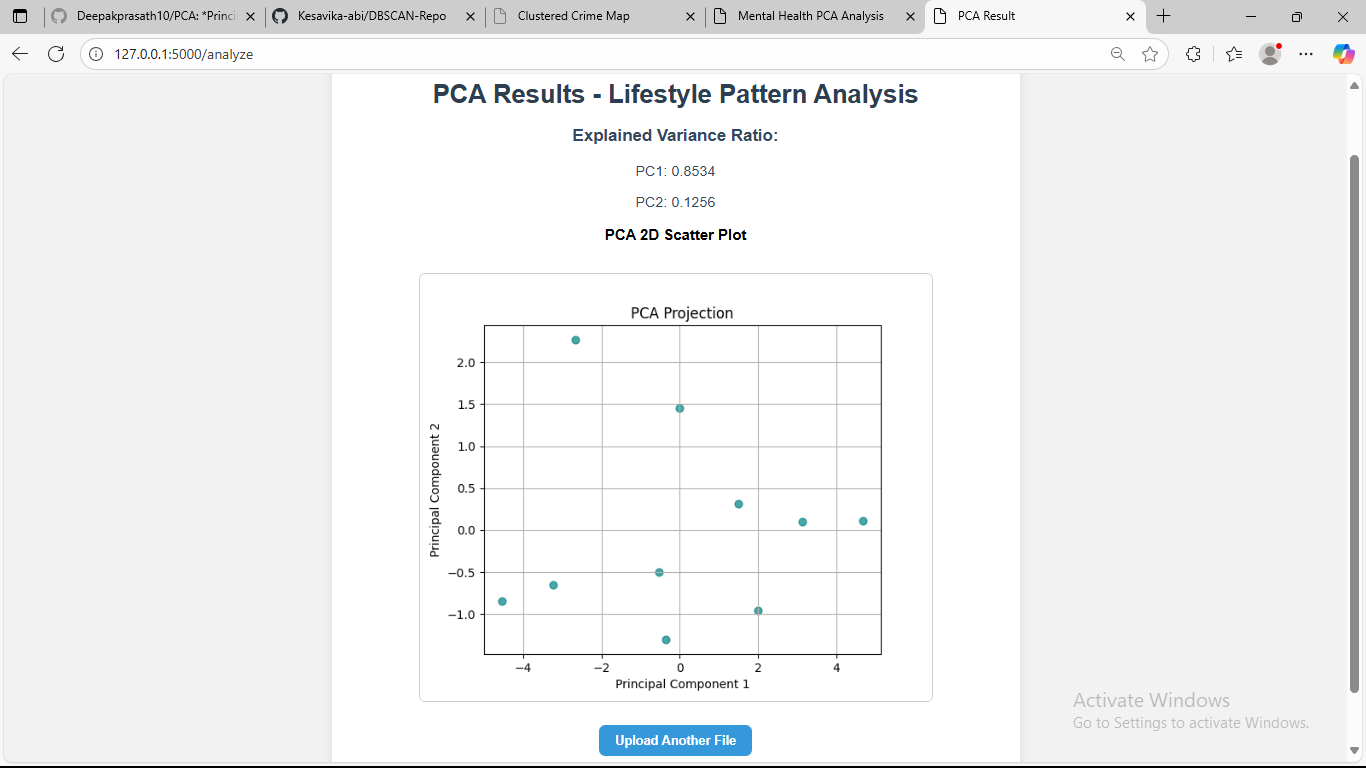 Deepakprasath10/PCA: *Princi
Kesavika-abi/DBSCAN-Repo
Clustered Crime Map
Mental Health PCA Analysis
PCA Result
127.0.0.1:5000/analyze
PCA Results - Lifestyle Pattern Analysis
Explained Variance Ratio:
PC1: 0.8534
PC2: 0.1256
PCA 2D Scatter Plot
PCA Projection
2.0
1.5
1.0
0.5
0.0
−0.5
−1.0
Principal Component 2
−4 −2 0 2 4
Principal Component 1
Activate Windows
Go to Settings to activate Windows.
Upload Another File